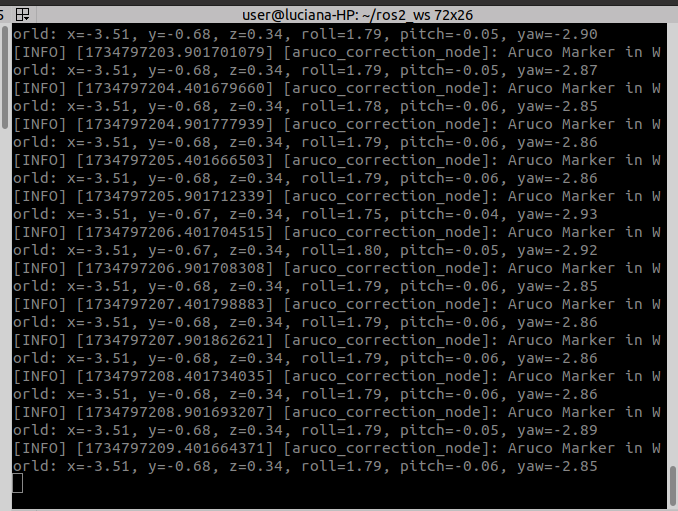 5
user@luciana-HP: ~/ros2_ws 72x26
orld: x=-3.51, y=-0.68, z=0.34, roll=1.79, pitch=-0.05, yaw=-2.90
[INFO] [1734797203.901701079] [aruco_correction_node]: Aruco Marker in W
orld: x=-3.51, y=-0.68, z=0.34, roll=1.79, pitch=-0.05, yaw=-2.87
[INFO] [1734797204.401679660] [aruco_correction_node]: Aruco Marker in W
orld: x=-3.51, y=-0.68, z=0.34, roll=1.78, pitch=-0.06, yaw=-2.85
[INFO] [1734797204.901777939] [aruco_correction_node]: Aruco Marker in W
orld: x=-3.51, y=-0.68, z=0.34, roll=1.79, pitch=-0.06, yaw=-2.86
[INFO] [1734797205.401666503] [aruco_correction_node]: Aruco Marker in W
orld: x=-3.51, y=-0.68, z=0.34, roll=1.79, pitch=-0.06, yaw=-2.86
[INFO] [1734797205.901712339] [aruco_correction_node]: Aruco Marker in W
orld: x=-3.51, y=-0.67, z=0.34, roll=1.75, pitch=-0.04, yaw=-2.93
[INFO] [1734797206.401704515] [aruco_correction_node]: Aruco Marker in W
orld: x=-3.51, y=-0.67, z=0.34, roll=1.80, pitch=-0.05, yaw=-2.92
[INFO] [1734797206.901708308] [aruco_correction_node]: Aruco Marker in W
orld: x=-3.51, y=-0.68, z=0.34, roll=1.79, pitch=-0.06, yaw=-2.85
[INFO] [1734797207.401798883] [aruco_correction_node]: Aruco Marker in W
orld: x=-3.51, y=-0.68, z=0.34, roll=1.79, pitch=-0.06, yaw=-2.86
[INFO] [1734797207.901862621] [aruco_correction_node]: Aruco Marker in W
orld: x=-3.51, y=-0.68, z=0.34, roll=1.79, pitch=-0.06, yaw=-2.86
[INFO] [1734797208.401734035] [aruco_correction_node]: Aruco Marker in W
orld: x=-3.51, y=-0.68, z=0.34, roll=1.79, pitch=-0.06, yaw=-2.86
[INFO] [1734797208.901693207] [aruco_correction_node]: Aruco Marker in W
orld: x=-3.51, y=-0.68, z=0.34, roll=1.79, pitch=-0.05, yaw=-2.89
[INFO] [1734797209.401664371] [aruco_correction_node]: Aruco Marker in W
orld: x=-3.51, y=-0.68, z=0.34, roll=1.79, pitch=-0.06, yaw=-2.85